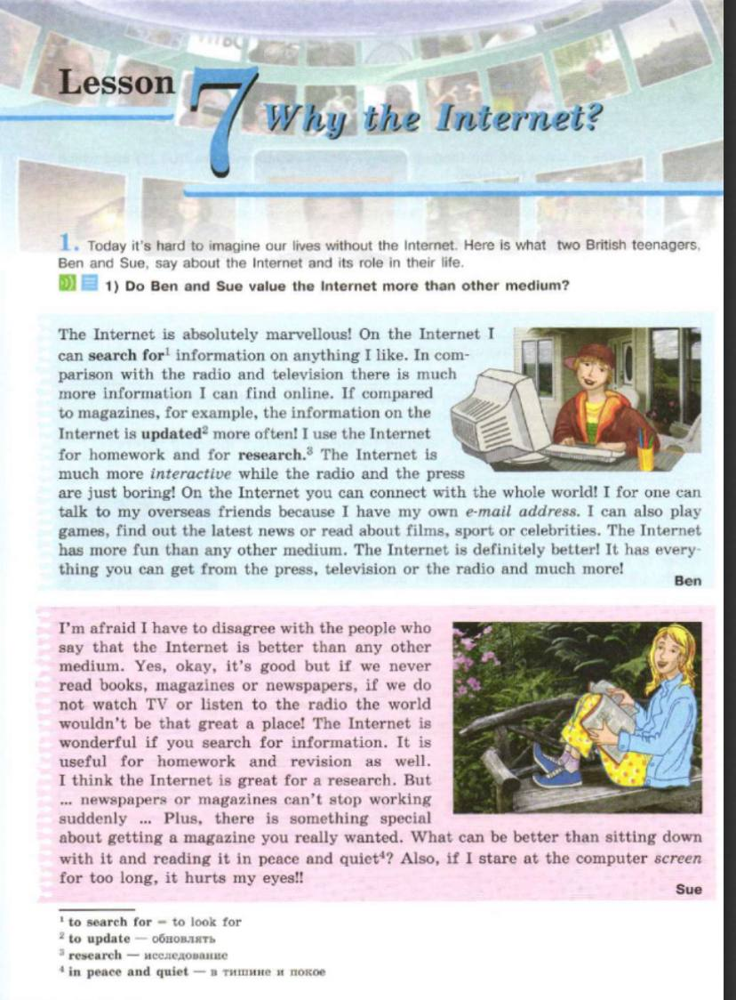 Lesson 7 Why the Internet?
1. Today it's hard to imagine our lives without the Internet. Here is what two British teenagers,
Ben and Sue, say about the Internet and its role in their life.
1) Do Ben and Sue value the Internet more than other medium?
The Internet is absolutely marvellous! On the Internet I
can search for¹ information on anything I like. In com-
parison with the radio and television there is much
more information I can find online. If compared
to magazines, for example, the information on the
Internet is updated² more often! I use the Internet
for homework and for research.³ The Internet is
much more interactive while the radio and the press
are just boring! On the Internet you can connect with the whole world! I for one can
talk to my overseas friends because I have my own e-mail address. I can also play
games, find out the latest news or read about films, sport or celebrities. The Internet
has more fun than any other medium. The Internet is definitely better! It has every-
thing you can get from the press, television or the radio and much more!
Ben
I'm afraid I have to disagree with the people who
say that the Internet is better than any other
medium. Yes, okay, it's good but if we never
read books, magazines or newspapers, if we do
not watch TV or listen to the radio the world
wouldn't be that great a place! The Internet is
wonderful if you search for information. It is
useful for homework and revision as well.
I think the Internet is great for a research. But
... newspapers or magazines can't stop working
suddenly ... Plus, there is something special
about getting a magazine you really wanted. What can be better than sitting down
with it and reading it in peace and quiet⁴? Also, if I stare at the computer screen
for too long, it hurts my eyes!!
Sue
¹ to search for = to look for
² to update — обновлять
³ research — исследование
⁴ in peace and quiet — в тишине и покое